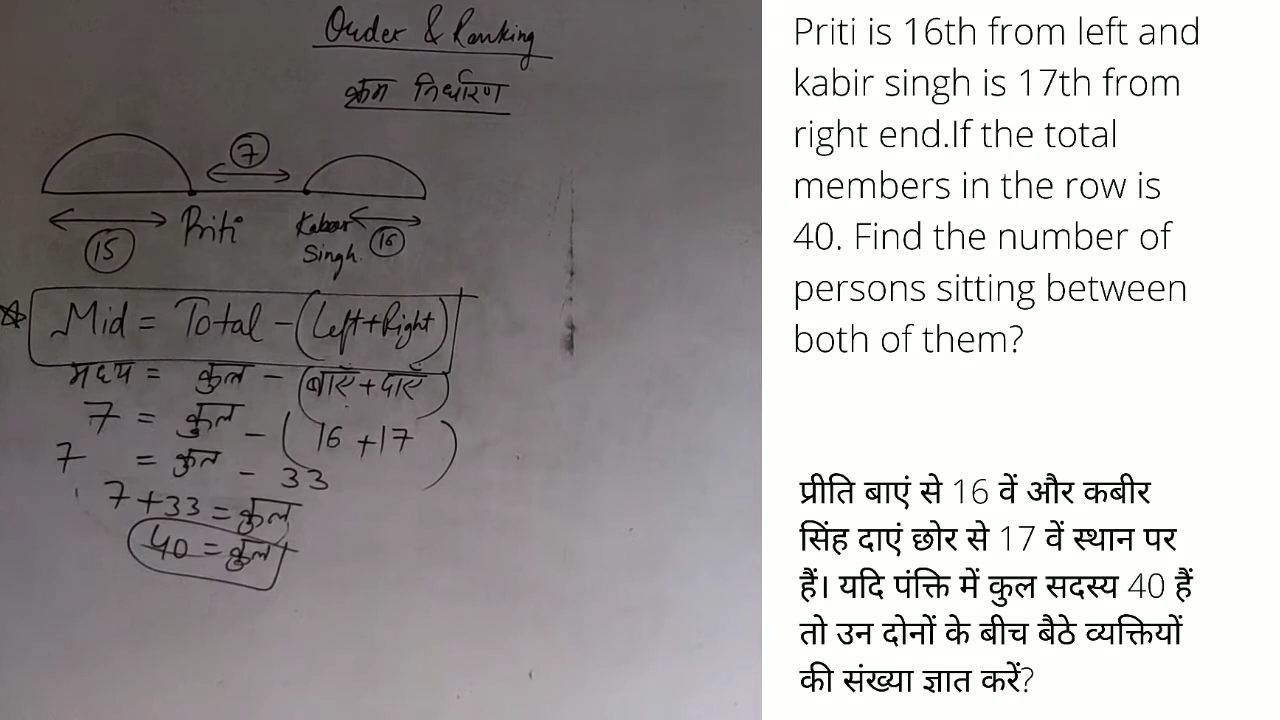 Order & Ranking
क्रम निर्धारण
7
15
Priti
Kabeer
Singh.
16
Mid = Total - (Left + Right)
मध्य = कुल - (बाएं + दाएं)
7 = कुल - (16 + 17)
7 = कुल - 33
7 + 33 = कुल
40 = कुल
Priti is 16th from left and
kabir singh is 17th from
right end.If the total
members in the row is
40. Find the number of
persons sitting between
both of them?
प्रीति बाएं से 16 वें और कबीर
सिंह दाएं छोर से 17 वें स्थान पर
हैं। यदि पंक्ति में कुल सदस्य 40 हैं
तो उन दोनों के बीच बैठे व्यक्तियों
की संख्या ज्ञात करें?